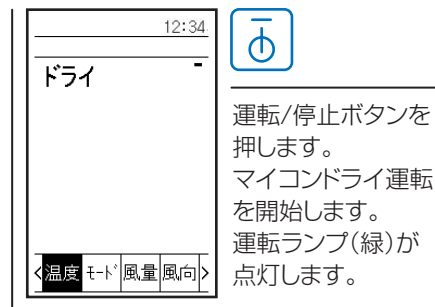 12:34
ドライ
-
<温度 ﾓｰﾄﾞ 風量 風向>
運転/停止ボタンを
押します。
マイコンドライ運転
を開始します。
運転ランプ(緑)が
点灯します。